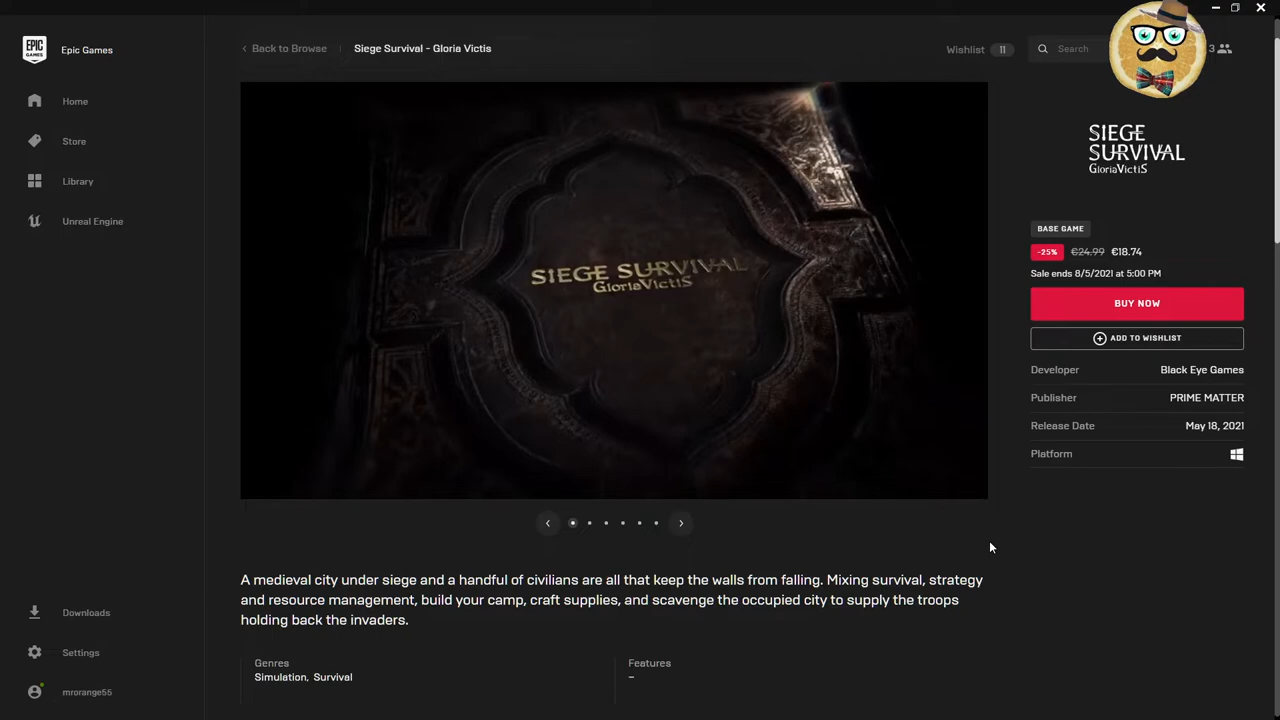 EPIC
GAMES
Epic Games
Back to Browse
Siege Survival - Gloria Victis
Wishlist 11
Search
3
Home
Store
Library
Unreal Engine
SIEGE SURVIVAL
GloriaVictiS
SIEGE
SURVIVAL
GloriaVictiS
BASE GAME
-25% €24.99 €18.74
Sale ends 8/5/2021 at 5:00 PM
BUY NOW
ADD TO WISHLIST
Developer Black Eye Games
Publisher PRIME MATTER
Release Date May 18, 2021
Platform
A medieval city under siege and a handful of civilians are all that keep the walls from falling. Mixing survival, strategy
and resource management, build your camp, craft supplies, and scavenge the occupied city to supply the troops
holding back the invaders.
Genres
Simulation, Survival
Features
–
Downloads
Settings
mrorange55